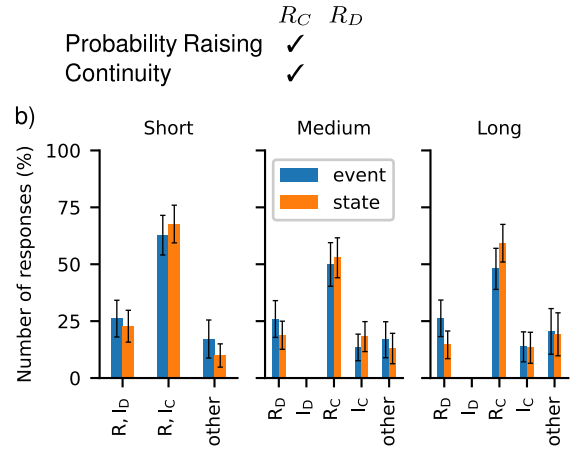 R_C R_D
Probability Raising ✓
Continuity ✓
b)
Short Medium Long
Number of responses (%)
100
75
50
25
0
event
state
R, I_D R, I_C other
R_D I_D R_C I_C other
R_D I_D R_C I_C other